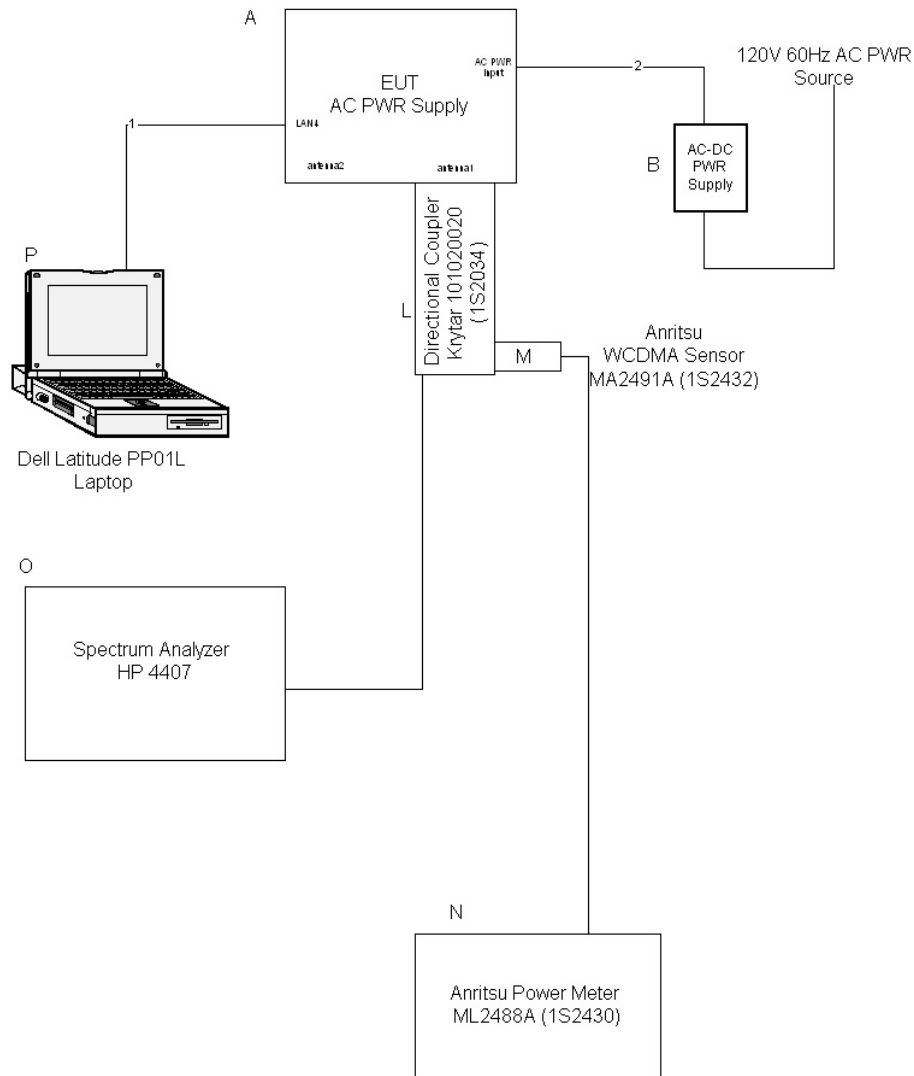 A
EUT
AC PWR Supply
AC PWR
Input
LAN4
antenna2
antenna1
1
2
120V 60Hz AC PWR
Source
B
AC-DC
PWR
Supply
P
L
Directional Coupler
Krytar 101020020
(1S2034)
M
Anritsu
WCDMA Sensor
MA2491A (1S2432)
Dell Latitude PP01L
Laptop
O
Spectrum Analyzer
HP 4407
N
Anritsu Power Meter
ML2488A (1S2430)